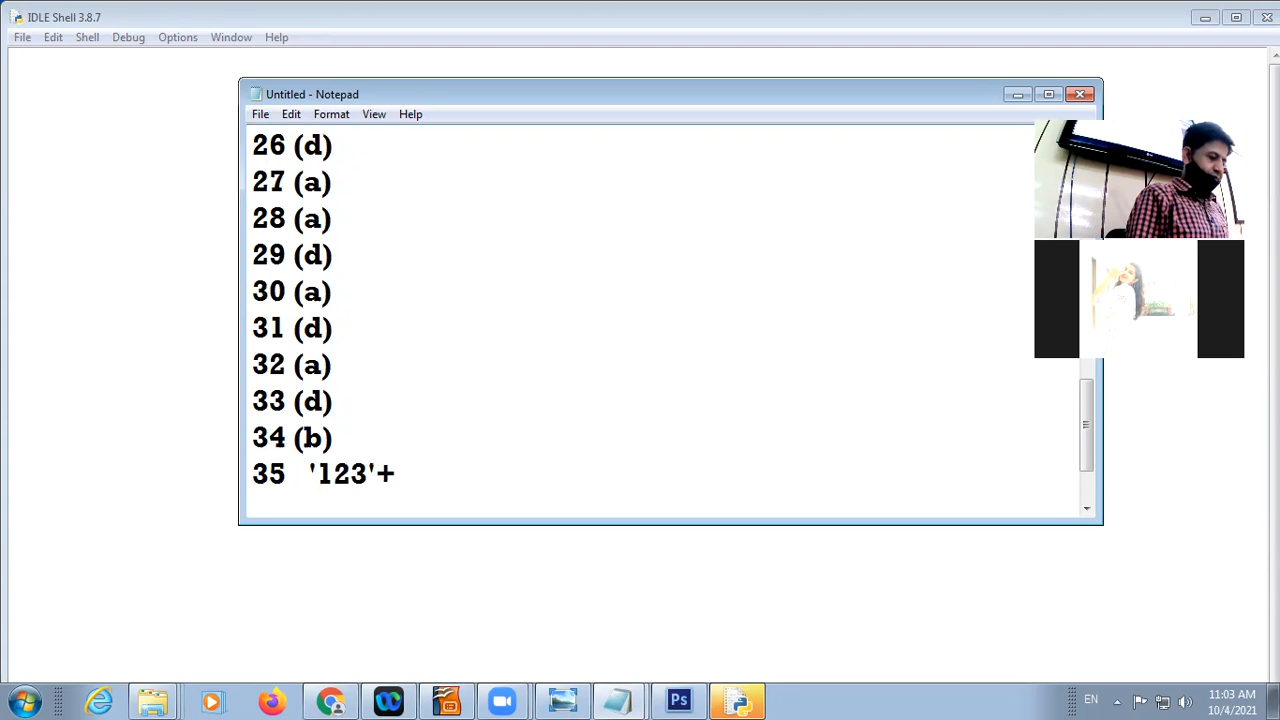 IDLE Shell 3.8.7
File Edit Shell Debug Options Window Help
Untitled - Notepad
File Edit Format View Help
26 (d)
27 (a)
28 (a)
29 (d)
30 (a)
31 (d)
32 (a)
33 (d)
34 (b)
35 '123'+
Ps
EN
11:03 AM
10/4/2021